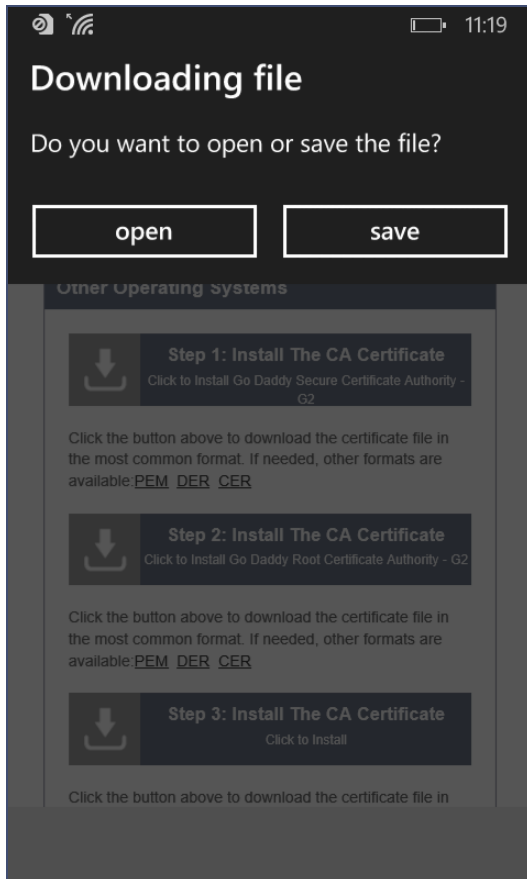 11:19
Downloading file
Do you want to open or save the file?
open
save
Other Operating Systems
Step 1: Install The CA Certificate
Click to Install Go Daddy Secure Certificate Authority -
G2
Click the button above to download the certificate file in
the most common format. If needed, other formats are
available:PEM DER CER
Step 2: Install The CA Certificate
Click to Install Go Daddy Root Certificate Authority - G2
Click the button above to download the certificate file in
the most common format. If needed, other formats are
available:PEM DER CER
Step 3: Install The CA Certificate
Click to Install
Click the button above to download the certificate file in